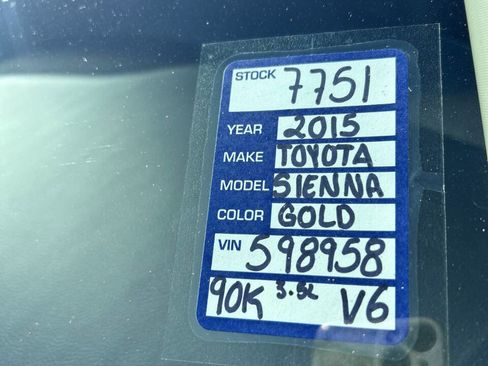 STOCK 7751
YEAR 2015
MAKE TOYOTA
MODEL SIENNA
COLOR GOLD
VIN 598958
90K 3.5L V6